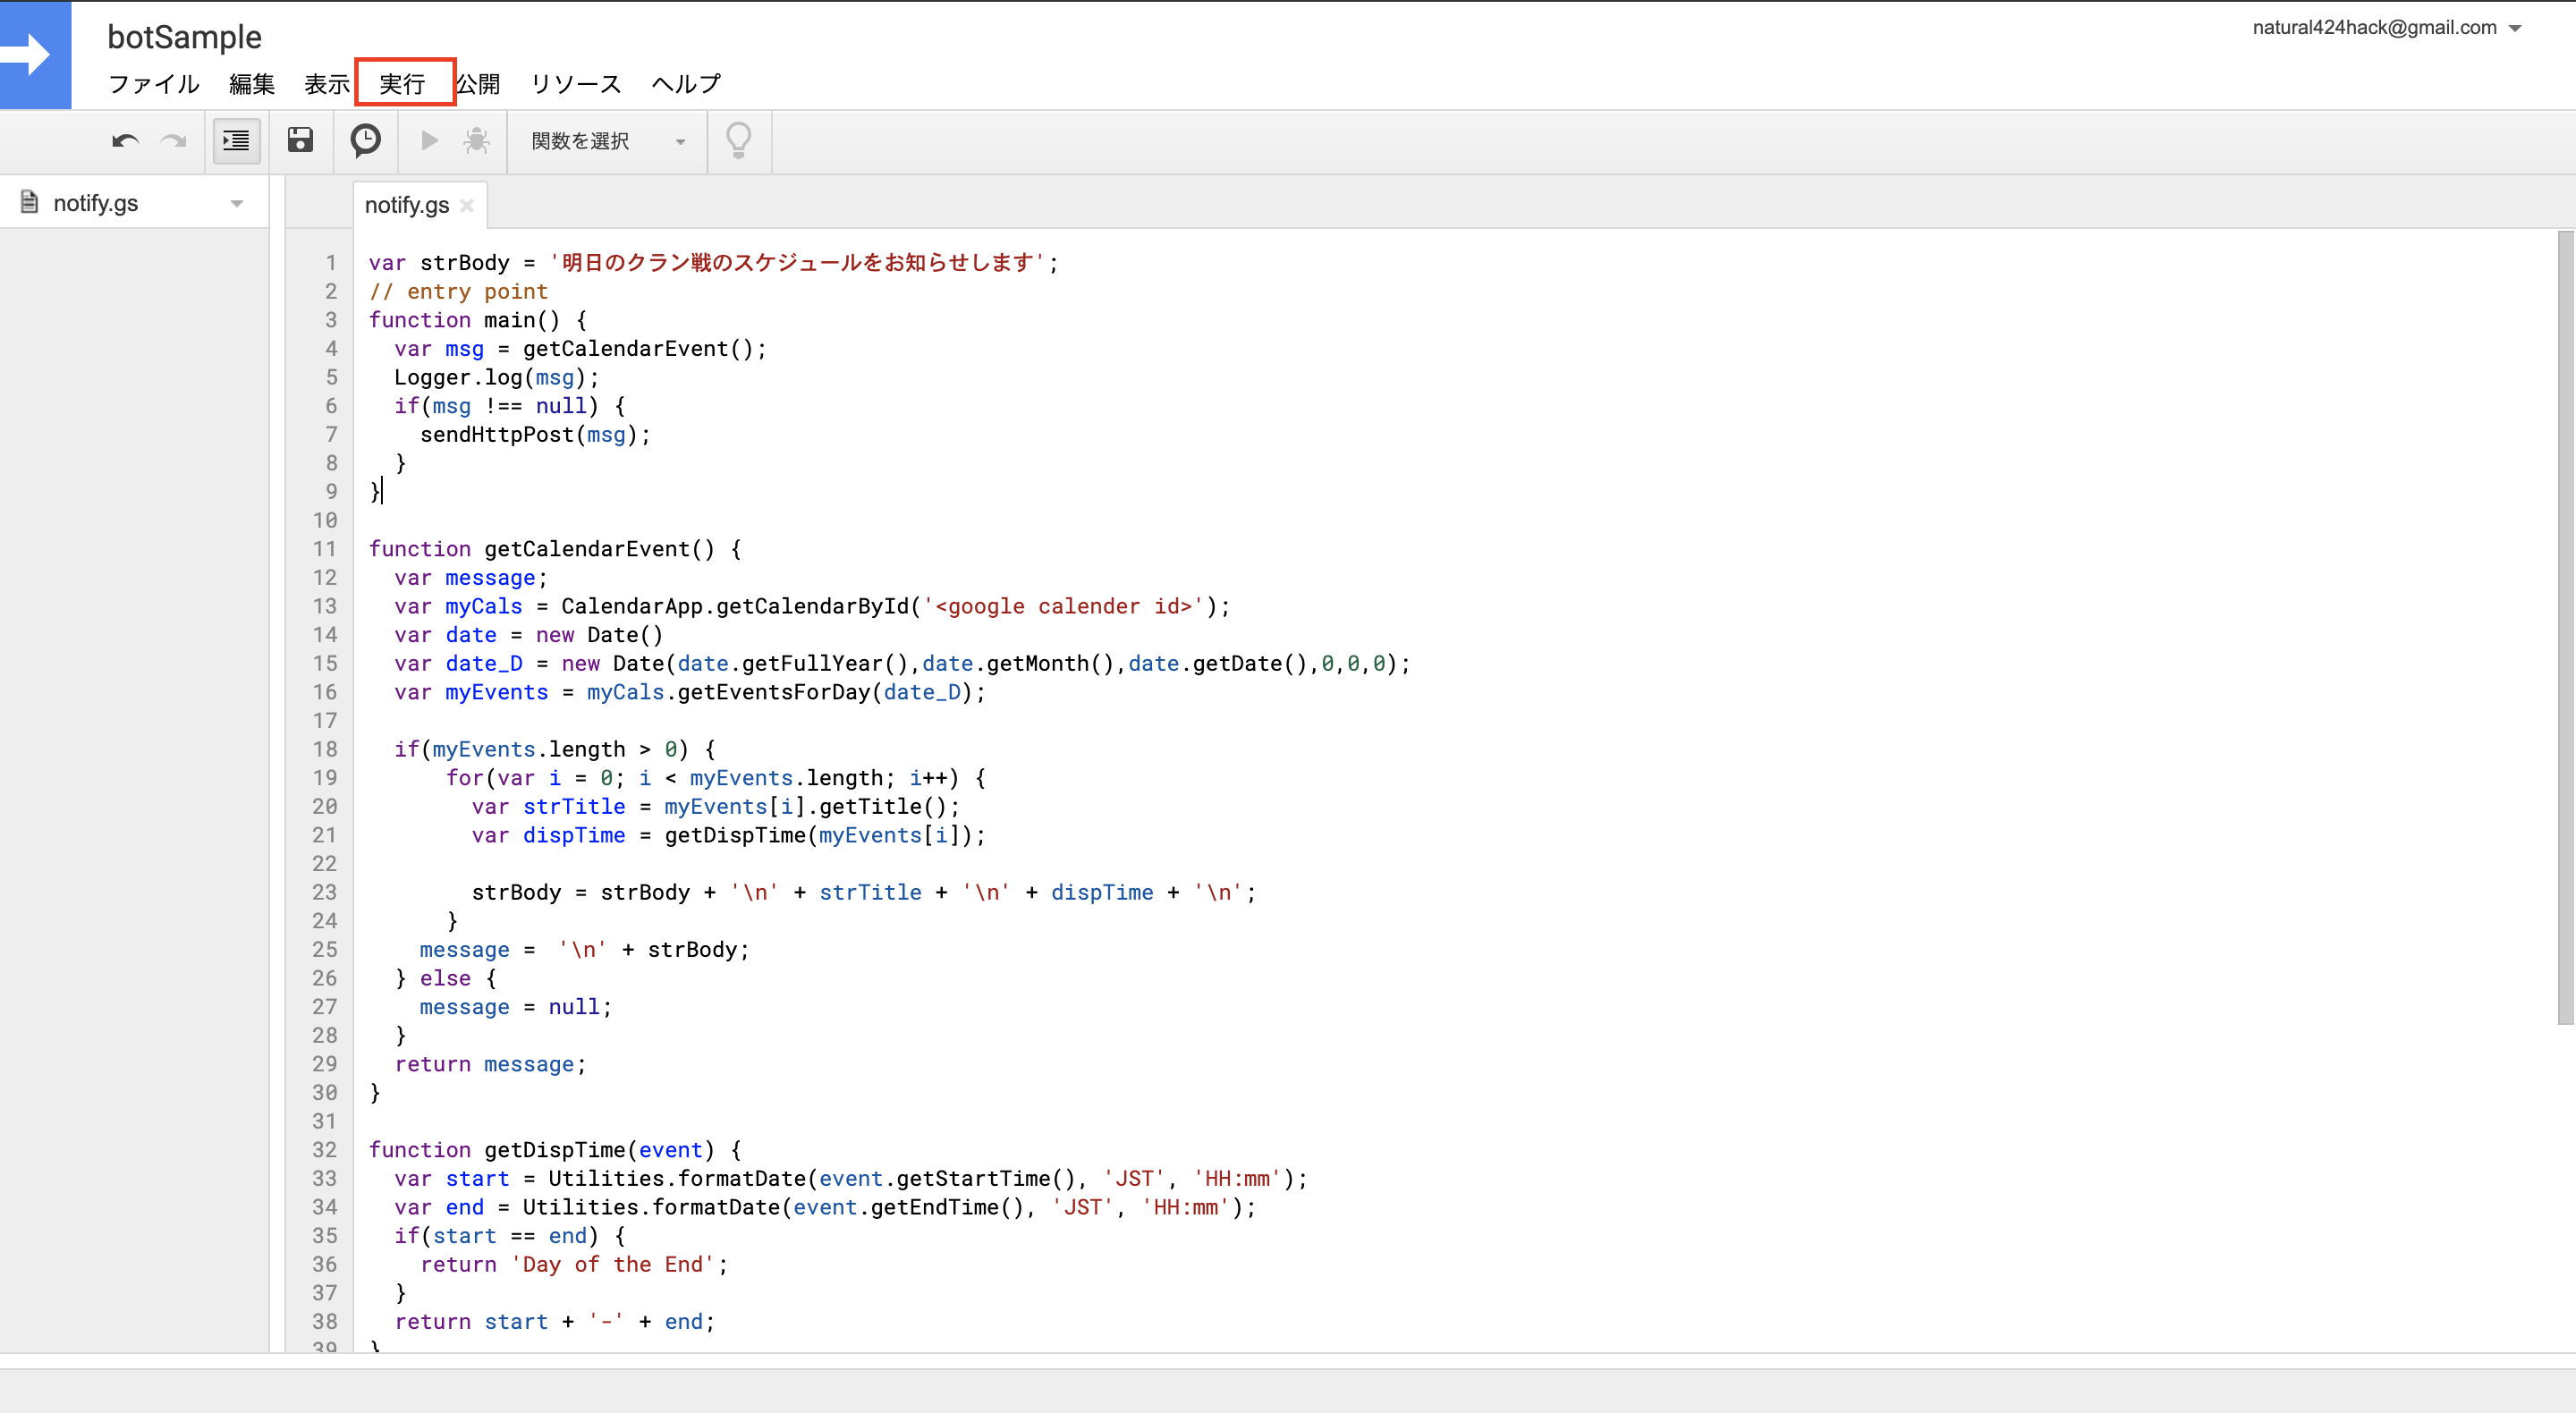 botSample
natural424hack@gmail.com
ファイル 編集 表示 実行 公開 リソース ヘルプ
関数を選択
notify.gs
notify.gs
1 var strBody = '明日のクラン戦のスケジュールをお知らせします';
2 // entry point
3 function main() {
4   var msg = getCalendarEvent();
5   Logger.log(msg);
6   if(msg !== null) {
7     sendHttpPost(msg);
8   }
9 }
10
11 function getCalendarEvent() {
12   var message;
13   var myCals = CalendarApp.getCalendarById('<google calender id>');
14   var date = new Date()
15   var date_D = new Date(date.getFullYear(),date.getMonth(),date.getDate(),0,0,0);
16   var myEvents = myCals.getEventsForDay(date_D);
17
18   if(myEvents.length > 0) {
19       for(var i = 0; i < myEvents.length; i++) {
20         var strTitle = myEvents[i].getTitle();
21         var dispTime = getDispTime(myEvents[i]);
22
23         strBody = strBody + '\n' + strTitle + '\n' + dispTime + '\n';
24       }
25     message =  '\n' + strBody;
26   } else {
27     message = null;
28   }
29   return message;
30 }
31
32 function getDispTime(event) {
33   var start = Utilities.formatDate(event.getStartTime(), 'JST', 'HH:mm');
34   var end = Utilities.formatDate(event.getEndTime(), 'JST', 'HH:mm');
35   if(start == end) {
36     return 'Day of the End';
37   }
38   return start + '-' + end;
39 }